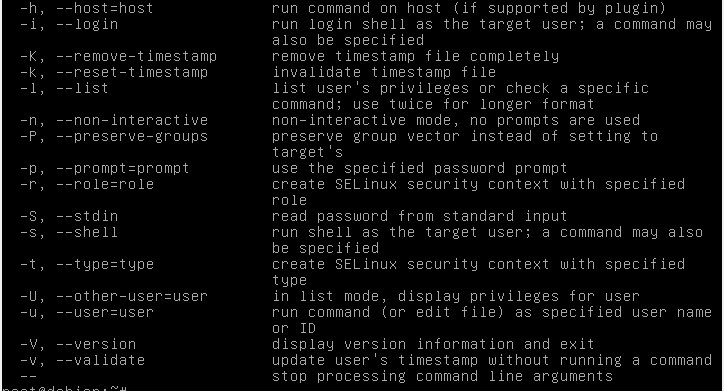 -h, --host=host run command on host (if supported by plugin)
-i, --login run login shell as the target user; a command may
also be specified
-K, --remove-timestamp remove timestamp file completely
-k, --reset-timestamp invalidate timestamp file
-l, --list list user's privileges or check a specific
command; use twice for longer format
-n, --non-interactive non-interactive mode, no prompts are used
-P, --preserve-groups preserve group vector instead of setting to
target's
-p, --prompt=prompt use the specified password prompt
-r, --role=role create SELinux security context with specified
role
-S, --stdin read password from standard input
-s, --shell run shell as the target user; a command may also
be specified
-t, --type=type create SELinux security context with specified
type
-U, --other-user=user in list mode, display privileges for user
-u, --user=user run command (or edit file) as specified user name
or ID
-V, --version display version information and exit
-v, --validate update user's timestamp without running a command
-- stop processing command line arguments
root@debian:~#